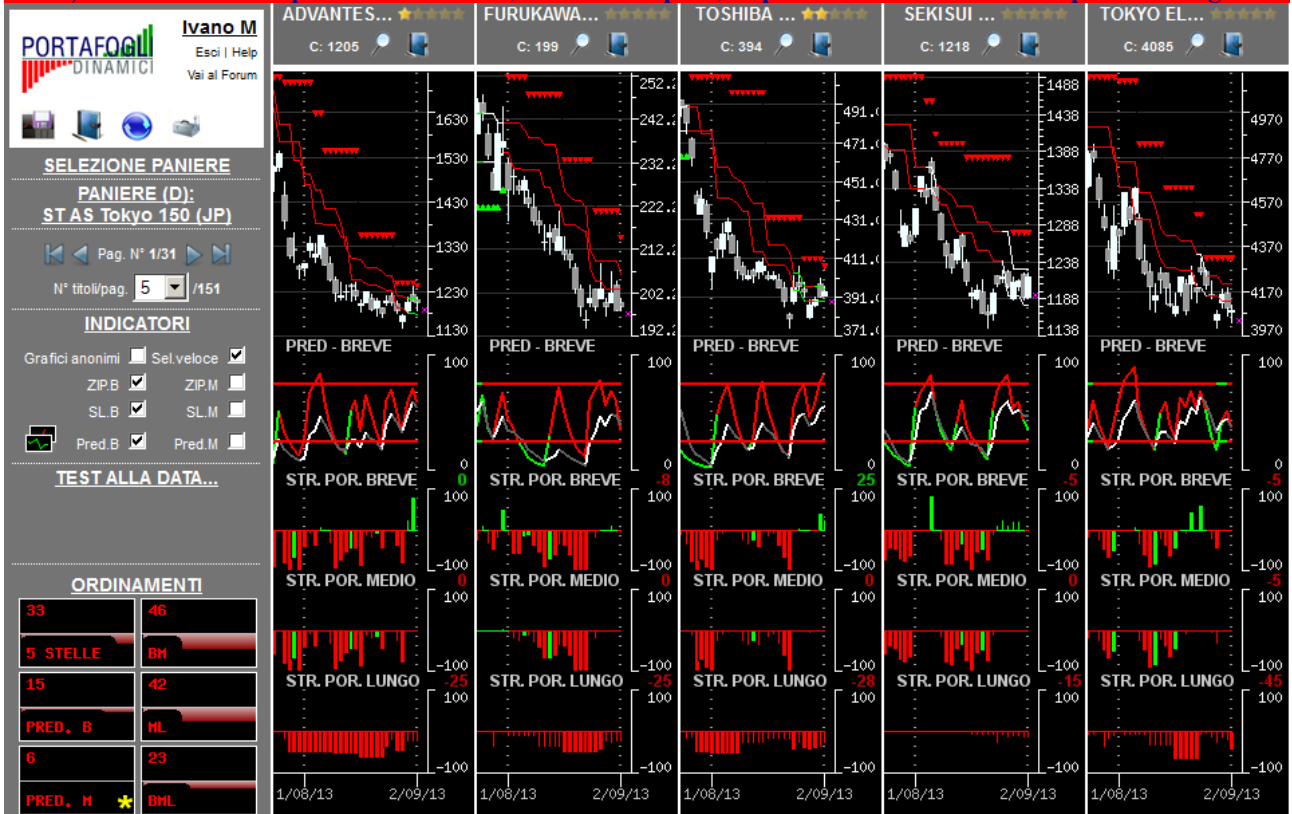 PORTAFOGLI
DINAMICI
Ivano M
Esci | Help
Vai al Forum
SELEZIONE PANIERE
PANIERE (D):
ST AS Tokyo 150 (JP)
Pag. N° 1/31
N° titoli/pag. 5 /151
INDICATORI
Grafici anonimi Sel.veloce
ZIP.B ZIP.M
SL.B SL.M
Pred.B Pred.M
TEST ALLA DATA...
ORDINAMENTI
33 46
5 STELLE BM
15 42
PRED. B ML
6 23
PRED. M * BML
ADVANTES...
C: 1205
1630
1530
1430
1330
1230
1130
PRED - BREVE
100
0
STR. POR. BREVE 0
100
-100
STR. POR. MEDIO 0
100
-100
STR. POR. LUNGO -25
100
-100
1/08/13 2/09/13
FURUKAWA...
C: 199
252.2
242.2
232.2
222.2
212.2
202.2
192.2
PRED - BREVE
100
0
STR. POR. BREVE -8
100
-100
STR. POR. MEDIO 0
100
-100
STR. POR. LUNGO -25
100
-100
1/08/13 2/09/13
TOSHIBA ...
C: 394
491.0
471.0
451.0
431.0
411.0
391.0
371.0
PRED - BREVE
100
0
STR. POR. BREVE 25
100
-100
STR. POR. MEDIO 0
100
-100
STR. POR. LUNGO -28
100
-100
1/08/13 2/09/13
SEKISUI ...
C: 1218
1488
1438
1388
1338
1288
1238
1188
1138
PRED - BREVE
100
0
STR. POR. BREVE -5
100
-100
STR. POR. MEDIO 0
100
-100
STR. POR. LUNGO -15
100
-100
1/08/13 2/09/13
TOKYO EL...
C: 4085
4970
4770
4570
4370
4170
3970
PRED - BREVE
100
0
STR. POR. BREVE -5
100
-100
STR. POR. MEDIO -5
100
-100
STR. POR. LUNGO -45
100
-100
1/08/13 2/09/13